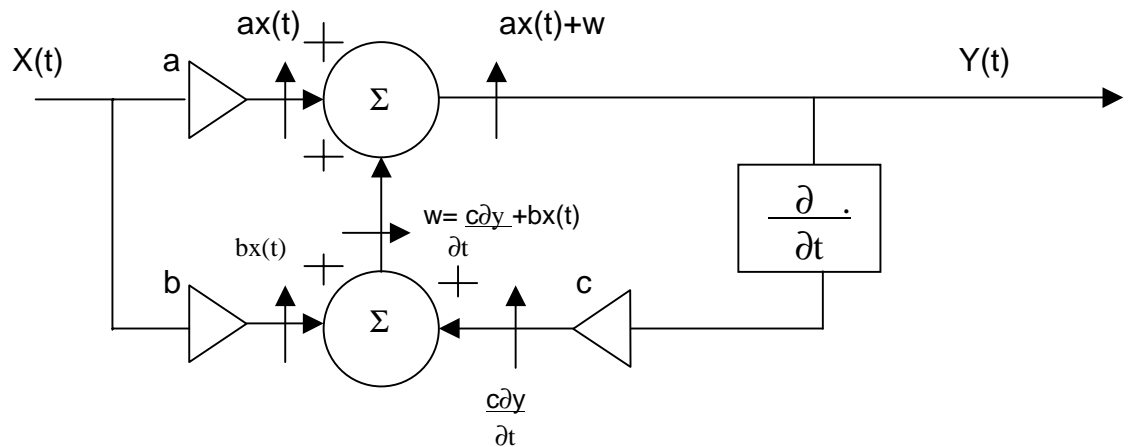 ax(t)
ax(t)+w
X(t)
a
Y(t)
+
Σ
+
∂ .
∂t
w= c∂y +bx(t)
∂t
bx(t)
+
+
b
c
Σ
c∂y
∂t